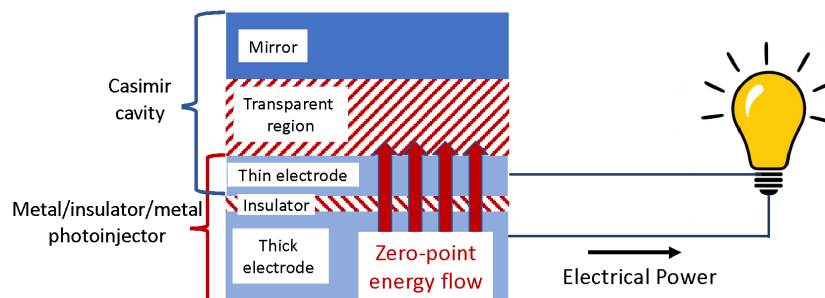 Mirror
Casimir
cavity
Transparent
region
Thin electrode
Insulator
Metal/insulator/metal
photoinjector
Thick
electrode
Zero-point
energy flow
Electrical Power